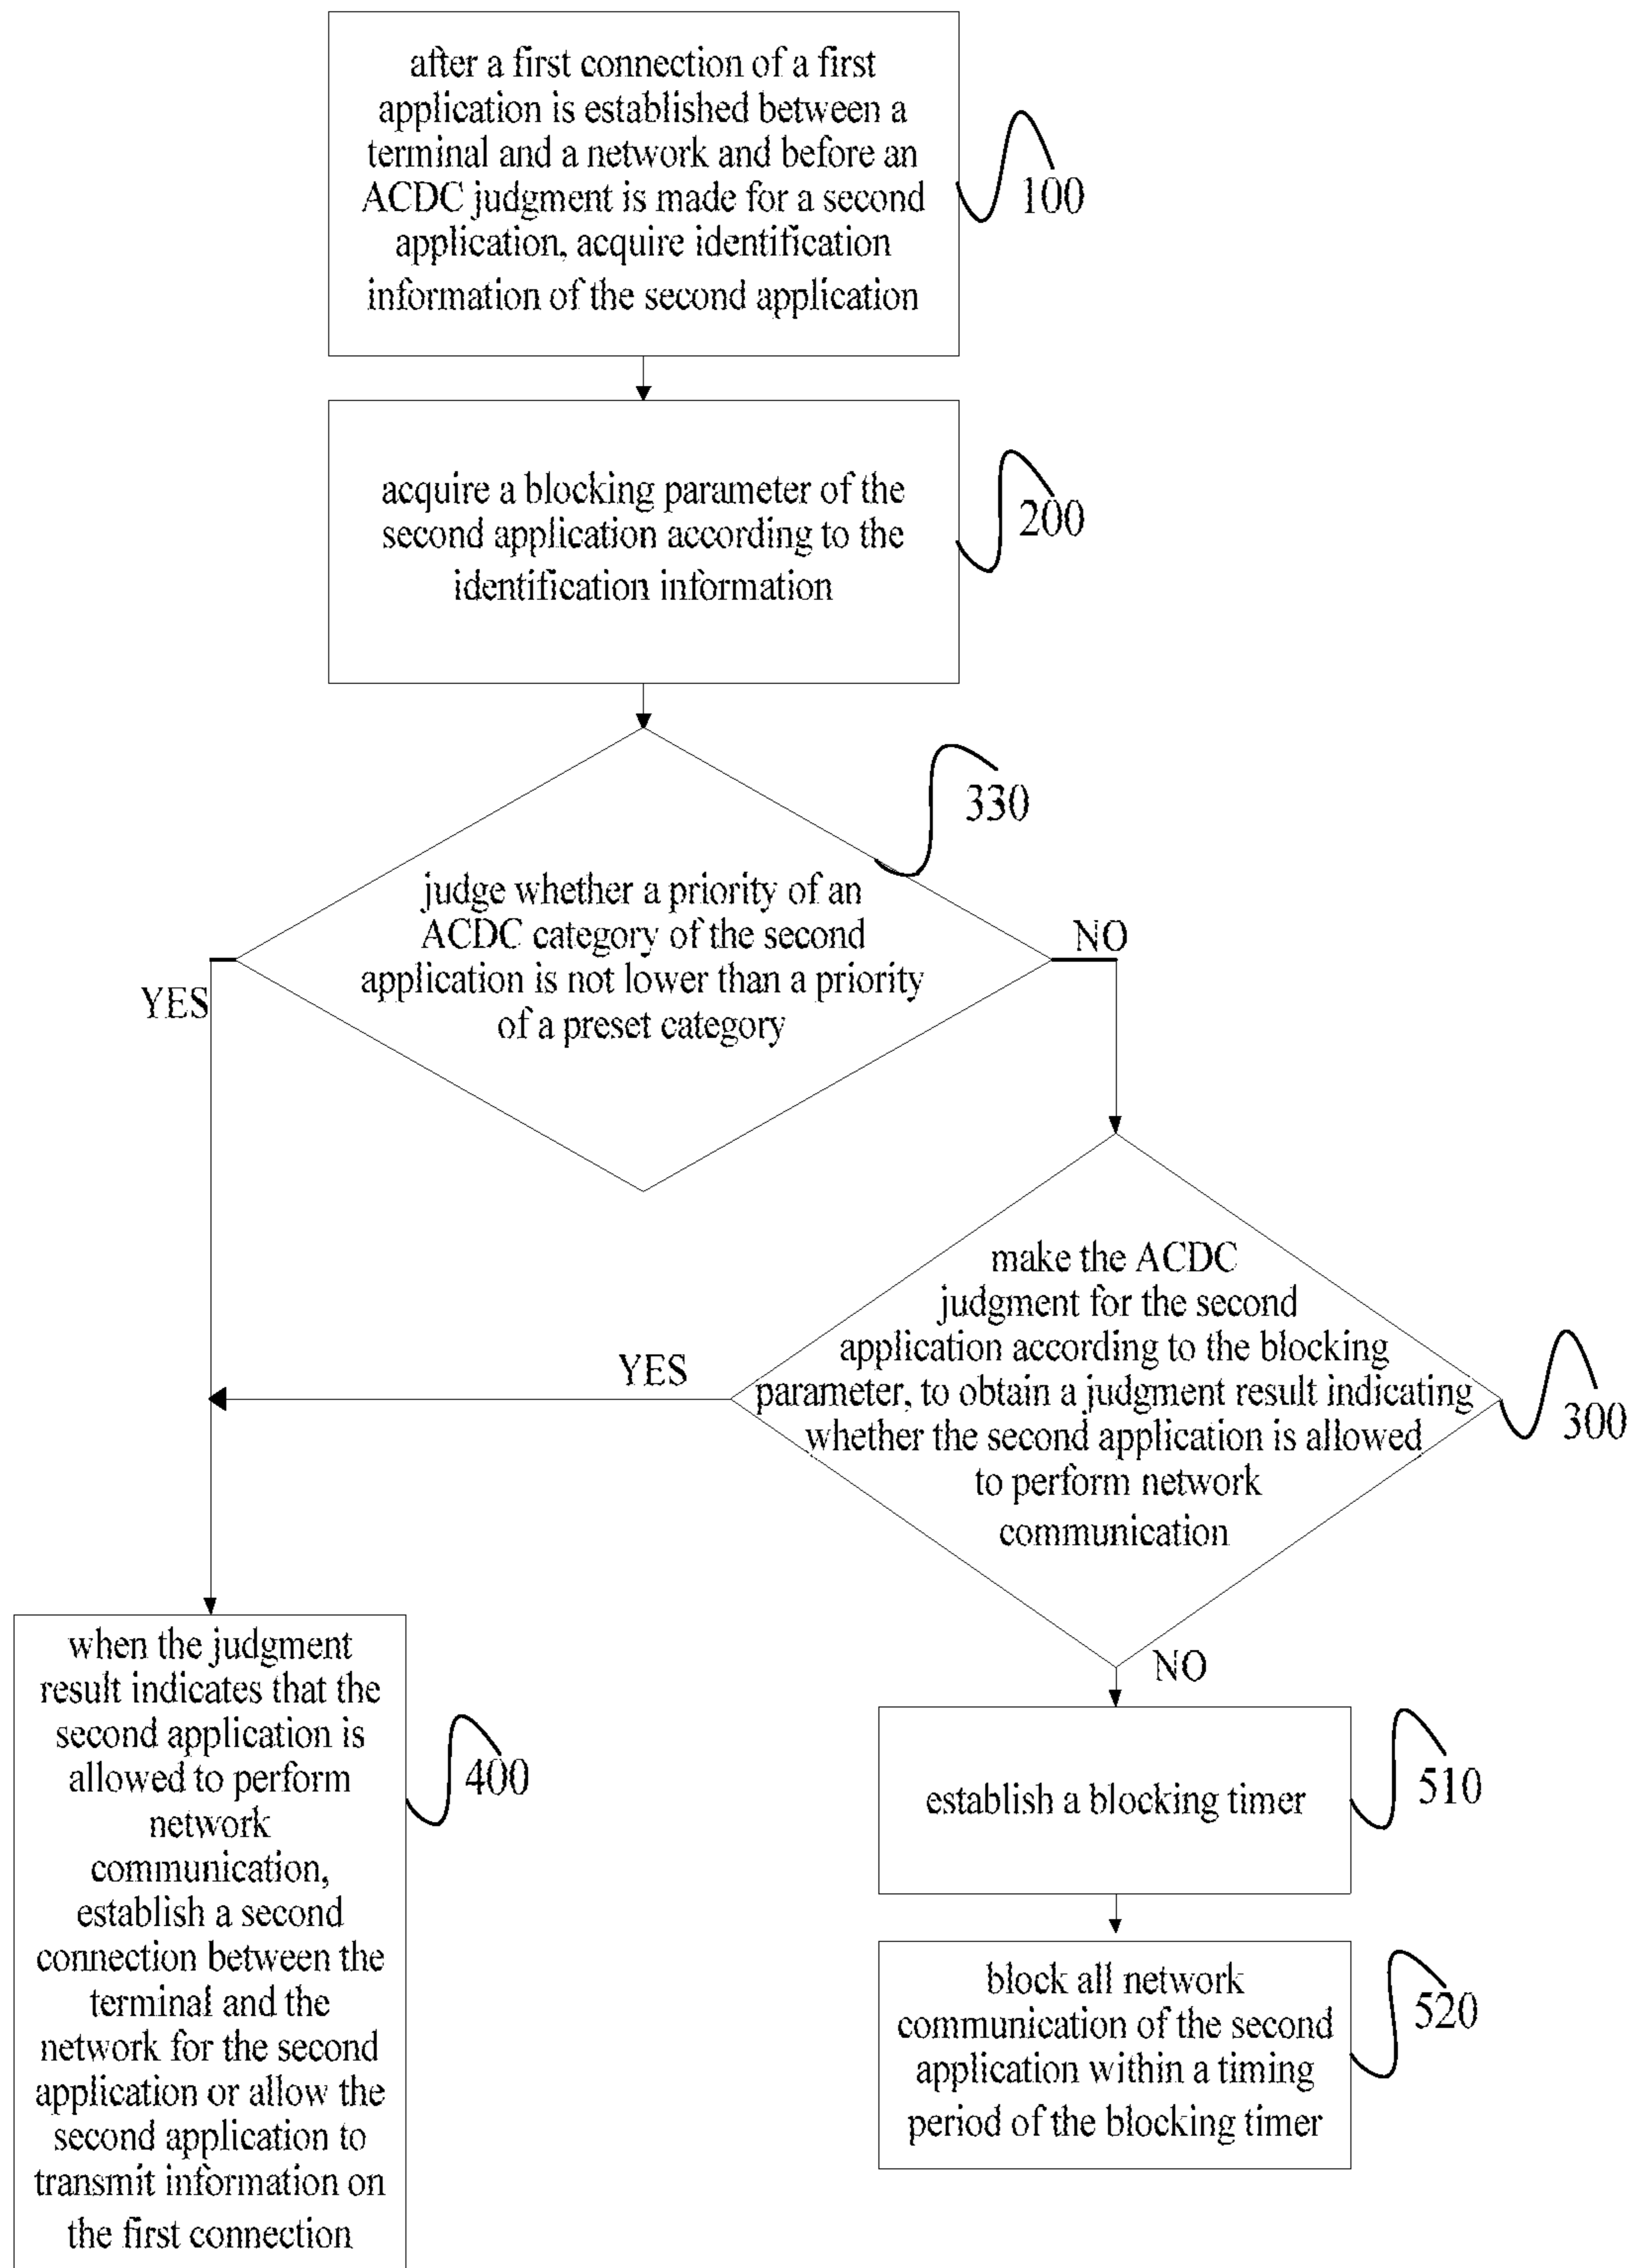 after a first connection of a first
application is established between a
terminal and a network and before an
ACDC judgment is made for a second
application, acquire identification
information of the second application
100
acquire a blocking parameter of the
second application according to the
identification information
200
330
judge whether a priority of an
ACDC category of the second
application is not lower than a priority
of a preset category
NO
YES
make the ACDC
judgment for the second
application according to the blocking
parameter, to obtain a judgment result indicating
whether the second application is allowed
to perform network
communication
YES
300
NO
when the judgment
result indicates that the
second application is
allowed to perform
network
communication,
establish a second
connection between the
terminal and the
network for the second
application or allow the
second application to
transmit information on
the first connection
400
establish a blocking timer
510
block all network
communication of the second
application within a timing
period of the blocking timer
520